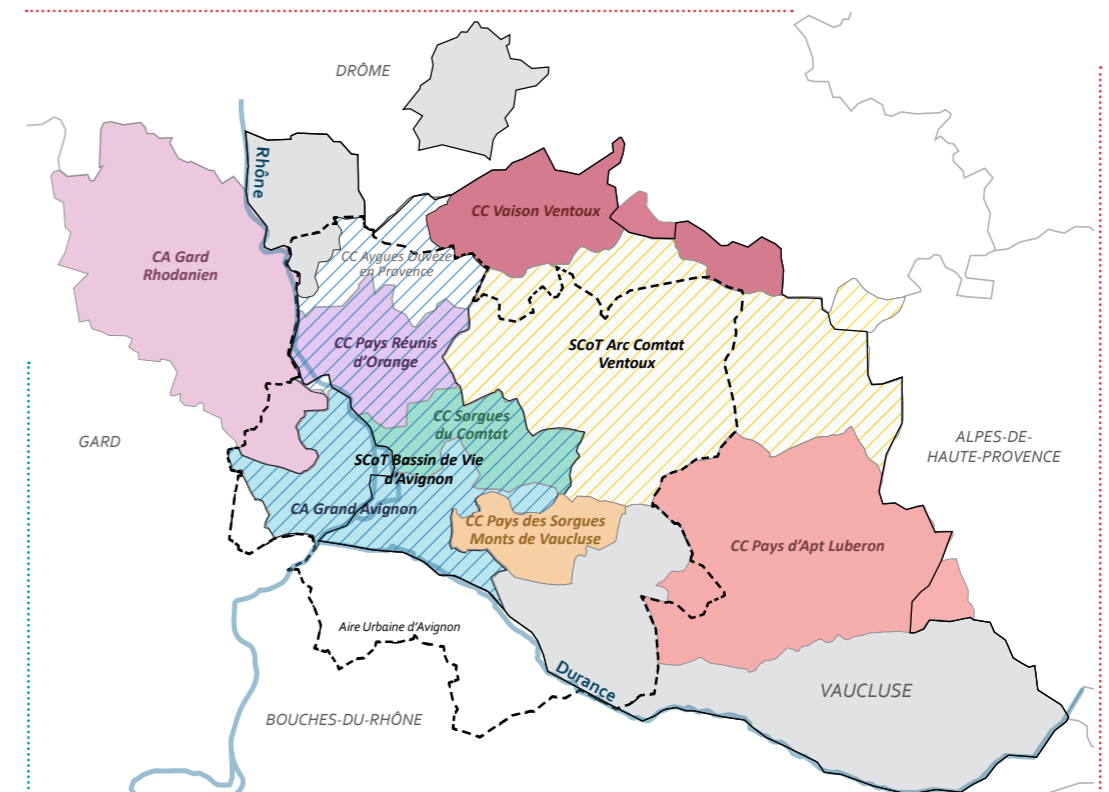 DRÔME
Rhône
CC Vaison Ventoux
CA Gard
Rhodanien
CC Aygues Ouvèze
en Provence
CC Pays Réunis
d'Orange
SCoT Arc Comtat
Ventoux
CC Sorgues
du Comtat
GARD
ALPES-DE-
HAUTE-PROVENCE
SCoT Bassin de Vie
d'Avignon
CA Grand Avignon
CC Pays des Sorgues
Monts de Vaucluse
CC Pays d'Apt Luberon
Aire Urbaine d'Avignon
Durance
VAUCLUSE
BOUCHES-DU-RHÔNE